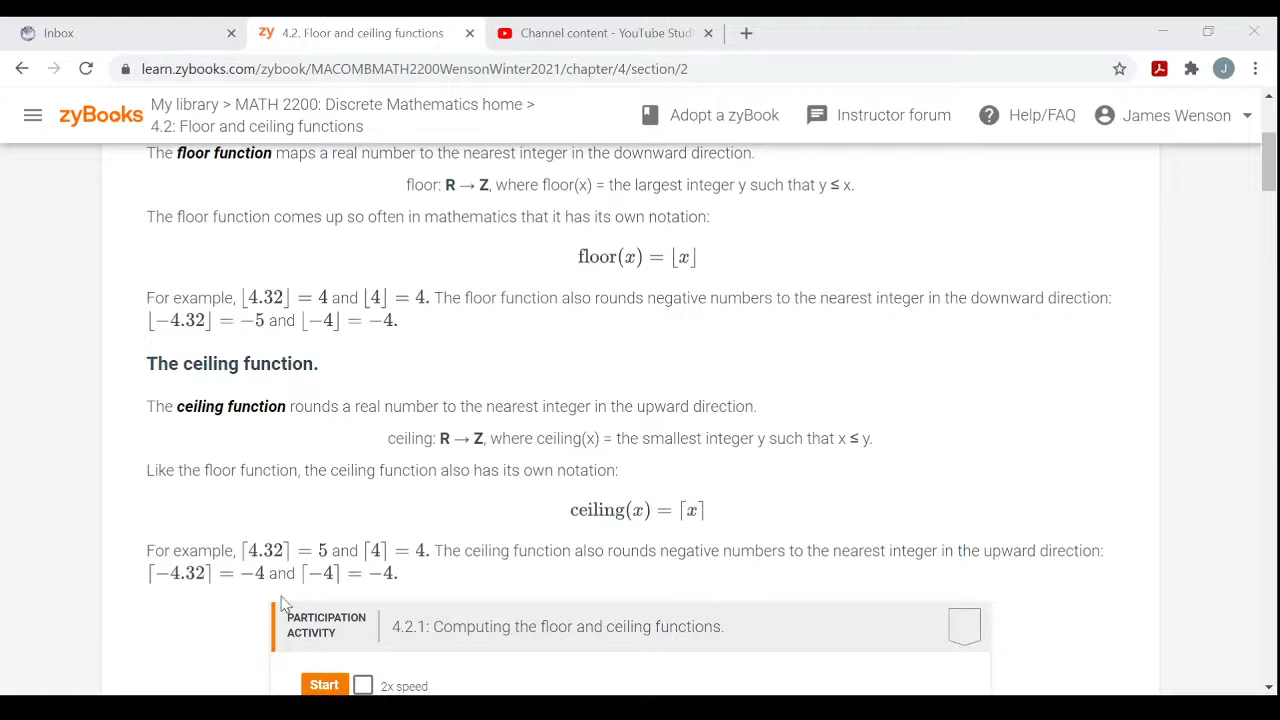 Inbox
zy 4.2. Floor and ceiling functions
Channel content - YouTube Stud
learn.zybooks.com/zybook/MACOMBMATH2200WensonWinter2021/chapter/4/section/2
J
zyBooks
My library > MATH 2200: Discrete Mathematics home >
4.2: Floor and ceiling functions
Adopt a zyBook
Instructor forum
Help/FAQ
James Wenson
The floor function maps a real number to the nearest integer in the downward direction.
floor: R → Z, where floor(x) = the largest integer y such that y ≤ x.
The floor function comes up so often in mathematics that it has its own notation:
floor(x) = ⌊x⌋
For example, ⌊4.32⌋ = 4 and ⌊4⌋ = 4. The floor function also rounds negative numbers to the nearest integer in the downward direction:
⌊−4.32⌋ = −5 and ⌊−4⌋ = −4.
The ceiling function.
The ceiling function rounds a real number to the nearest integer in the upward direction.
ceiling: R → Z, where ceiling(x) = the smallest integer y such that x ≤ y.
Like the floor function, the ceiling function also has its own notation:
ceiling(x) = ⌈x⌉
For example, ⌈4.32⌉ = 5 and ⌈4⌉ = 4. The ceiling function also rounds negative numbers to the nearest integer in the upward direction:
⌈−4.32⌉ = −4 and ⌈−4⌉ = −4.
PARTICIPATION
ACTIVITY
4.2.1: Computing the floor and ceiling functions.
Start
2x speed